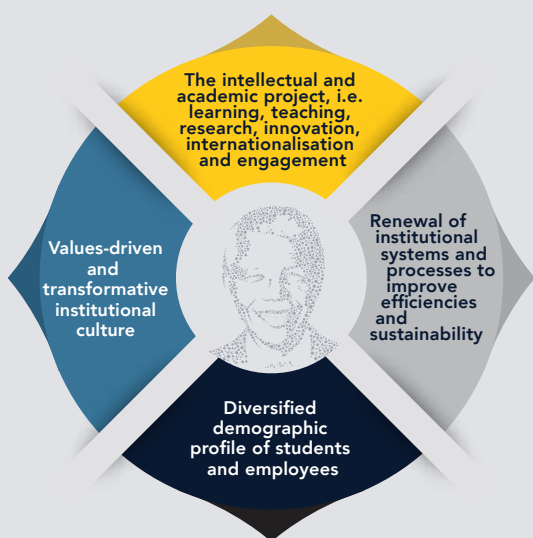 The intellectual and
academic project, i.e.
learning, teaching,
research, innovation,
internationalisation
and engagement
Values-driven
and
transformative
institutional
culture
Renewal of
institutional
systems and
processes to
improve
efficiencies
and
sustainability
Diversified
demographic
profile of students
and employees